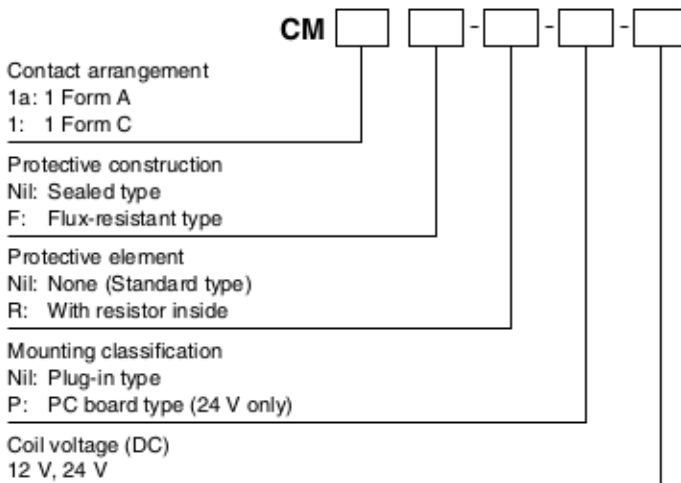 CM - - -
Contact arrangement
1a: 1 Form A
1: 1 Form C
Protective construction
Nil: Sealed type
F: Flux-resistant type
Protective element
Nil: None (Standard type)
R: With resistor inside
Mounting classification
Nil: Plug-in type
P: PC board type (24 V only)
Coil voltage (DC)
12 V, 24 V